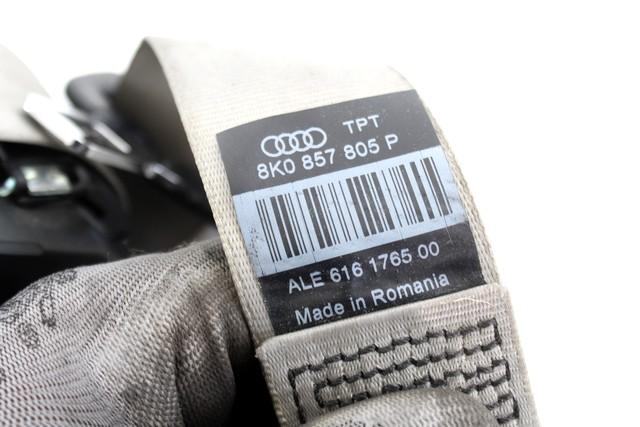 TPT
8K0 857 805 P
ALE 616 1765 00
Made in Romania